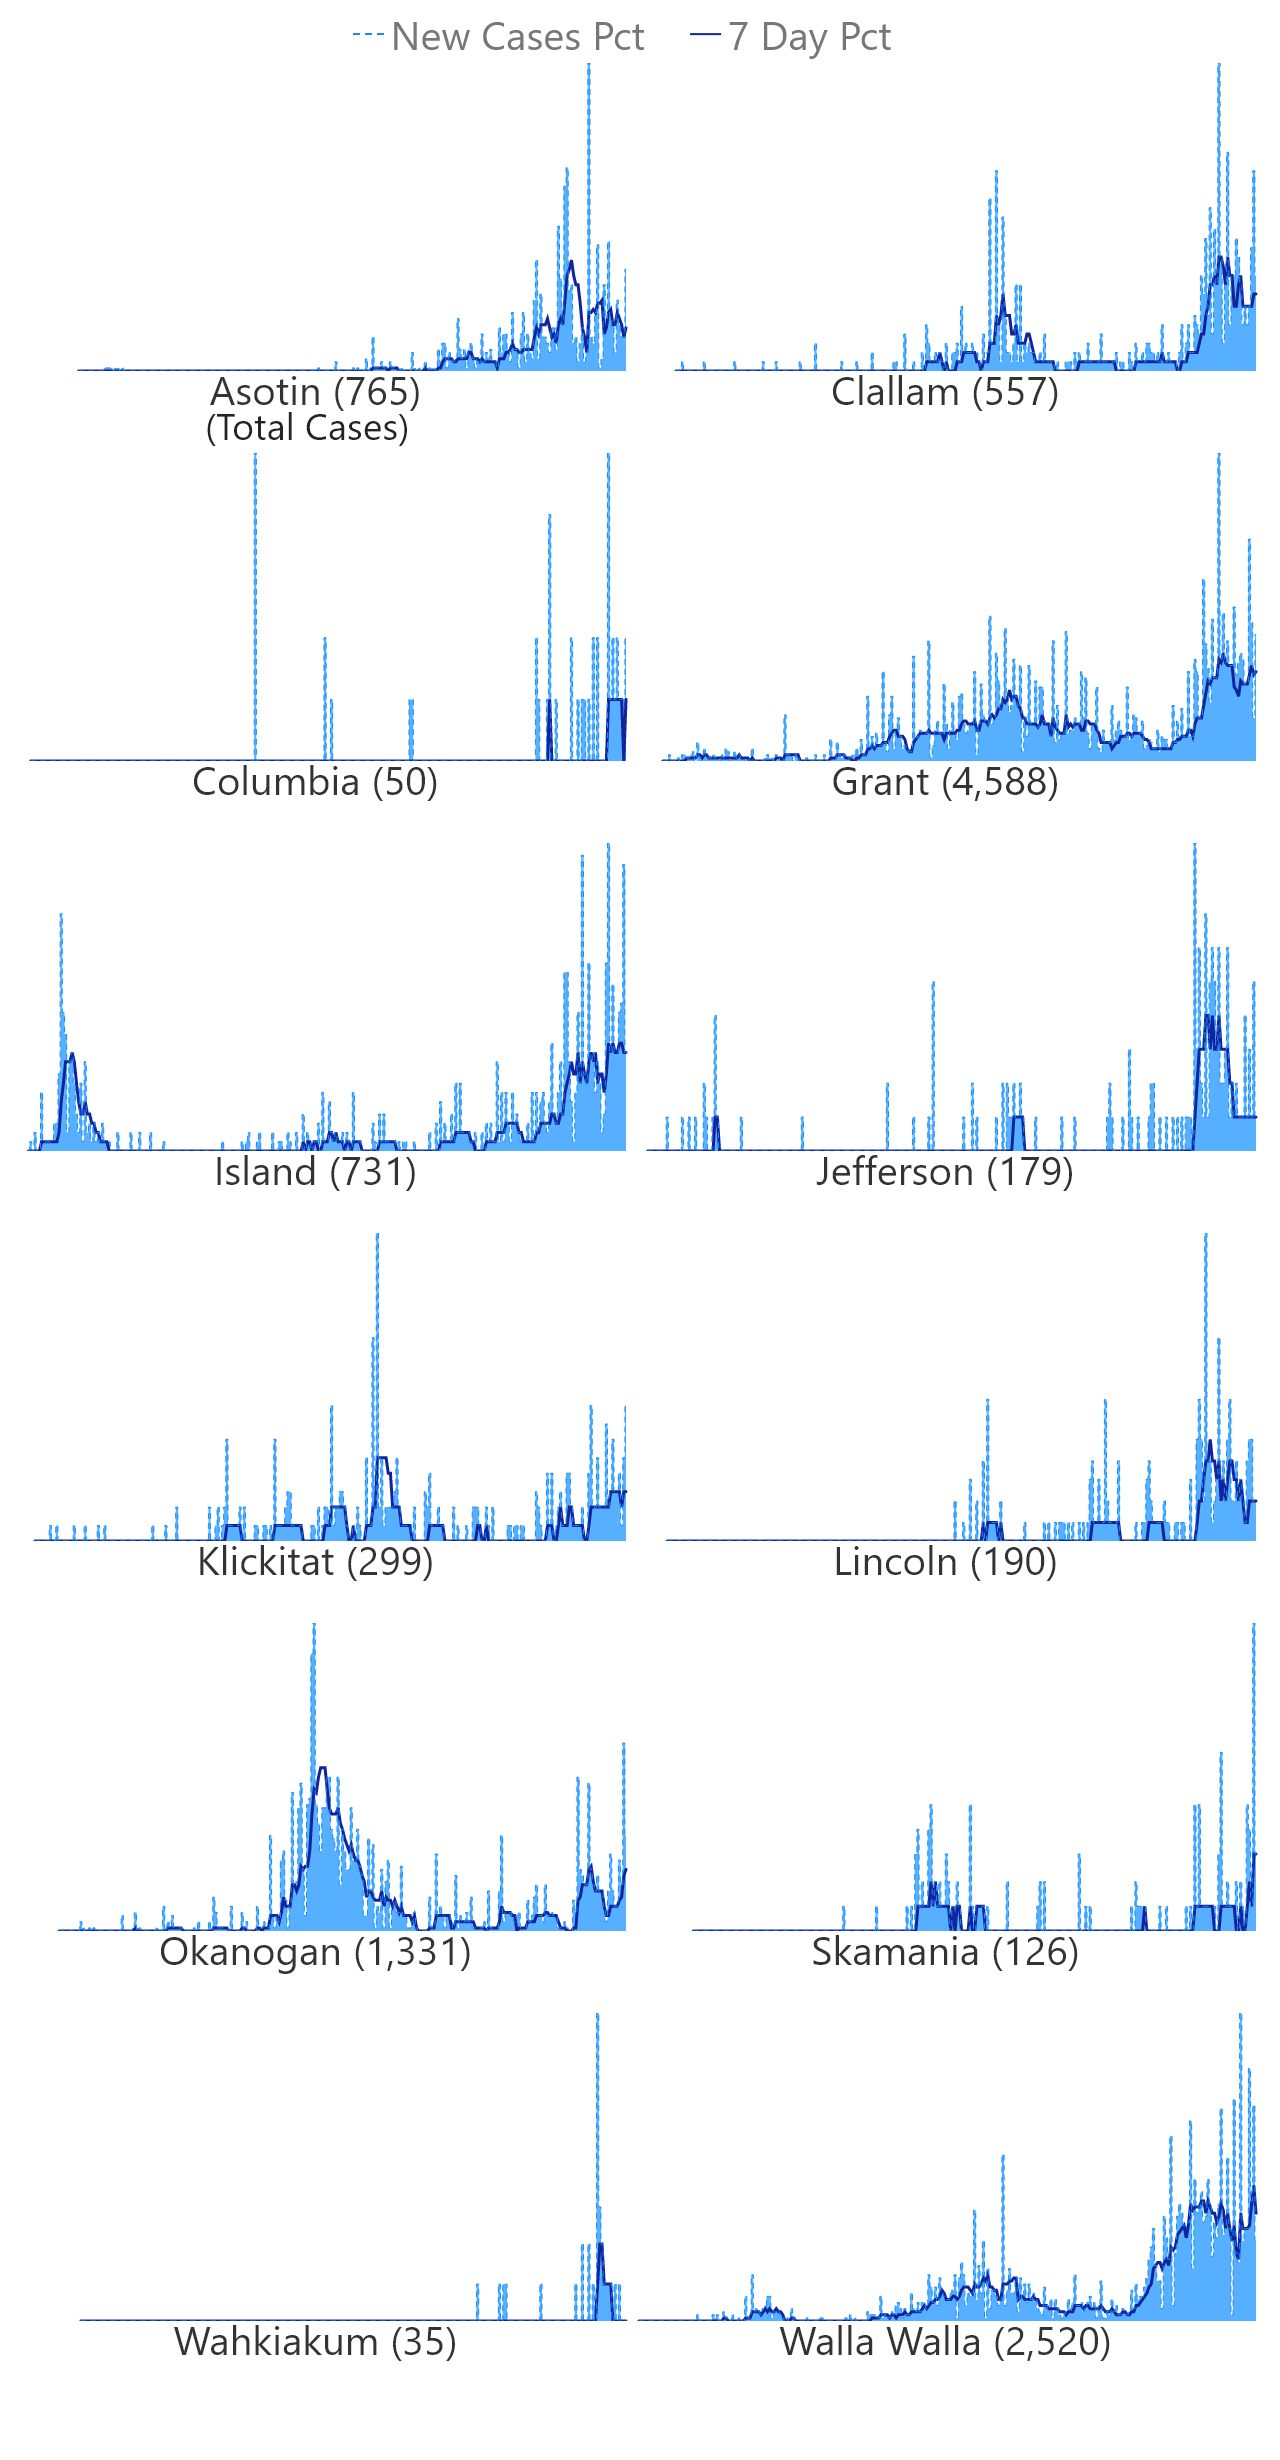 New Cases Pct 7 Day Pct
Asotin (765) Clallam (557)
(Total Cases)
Columbia (50) Grant (4,588)
Island (731) Jefferson (179)
Klickitat (299) Lincoln (190)
Okanogan (1,331) Skamania (126)
Wahkiakum (35) Walla Walla (2,520)